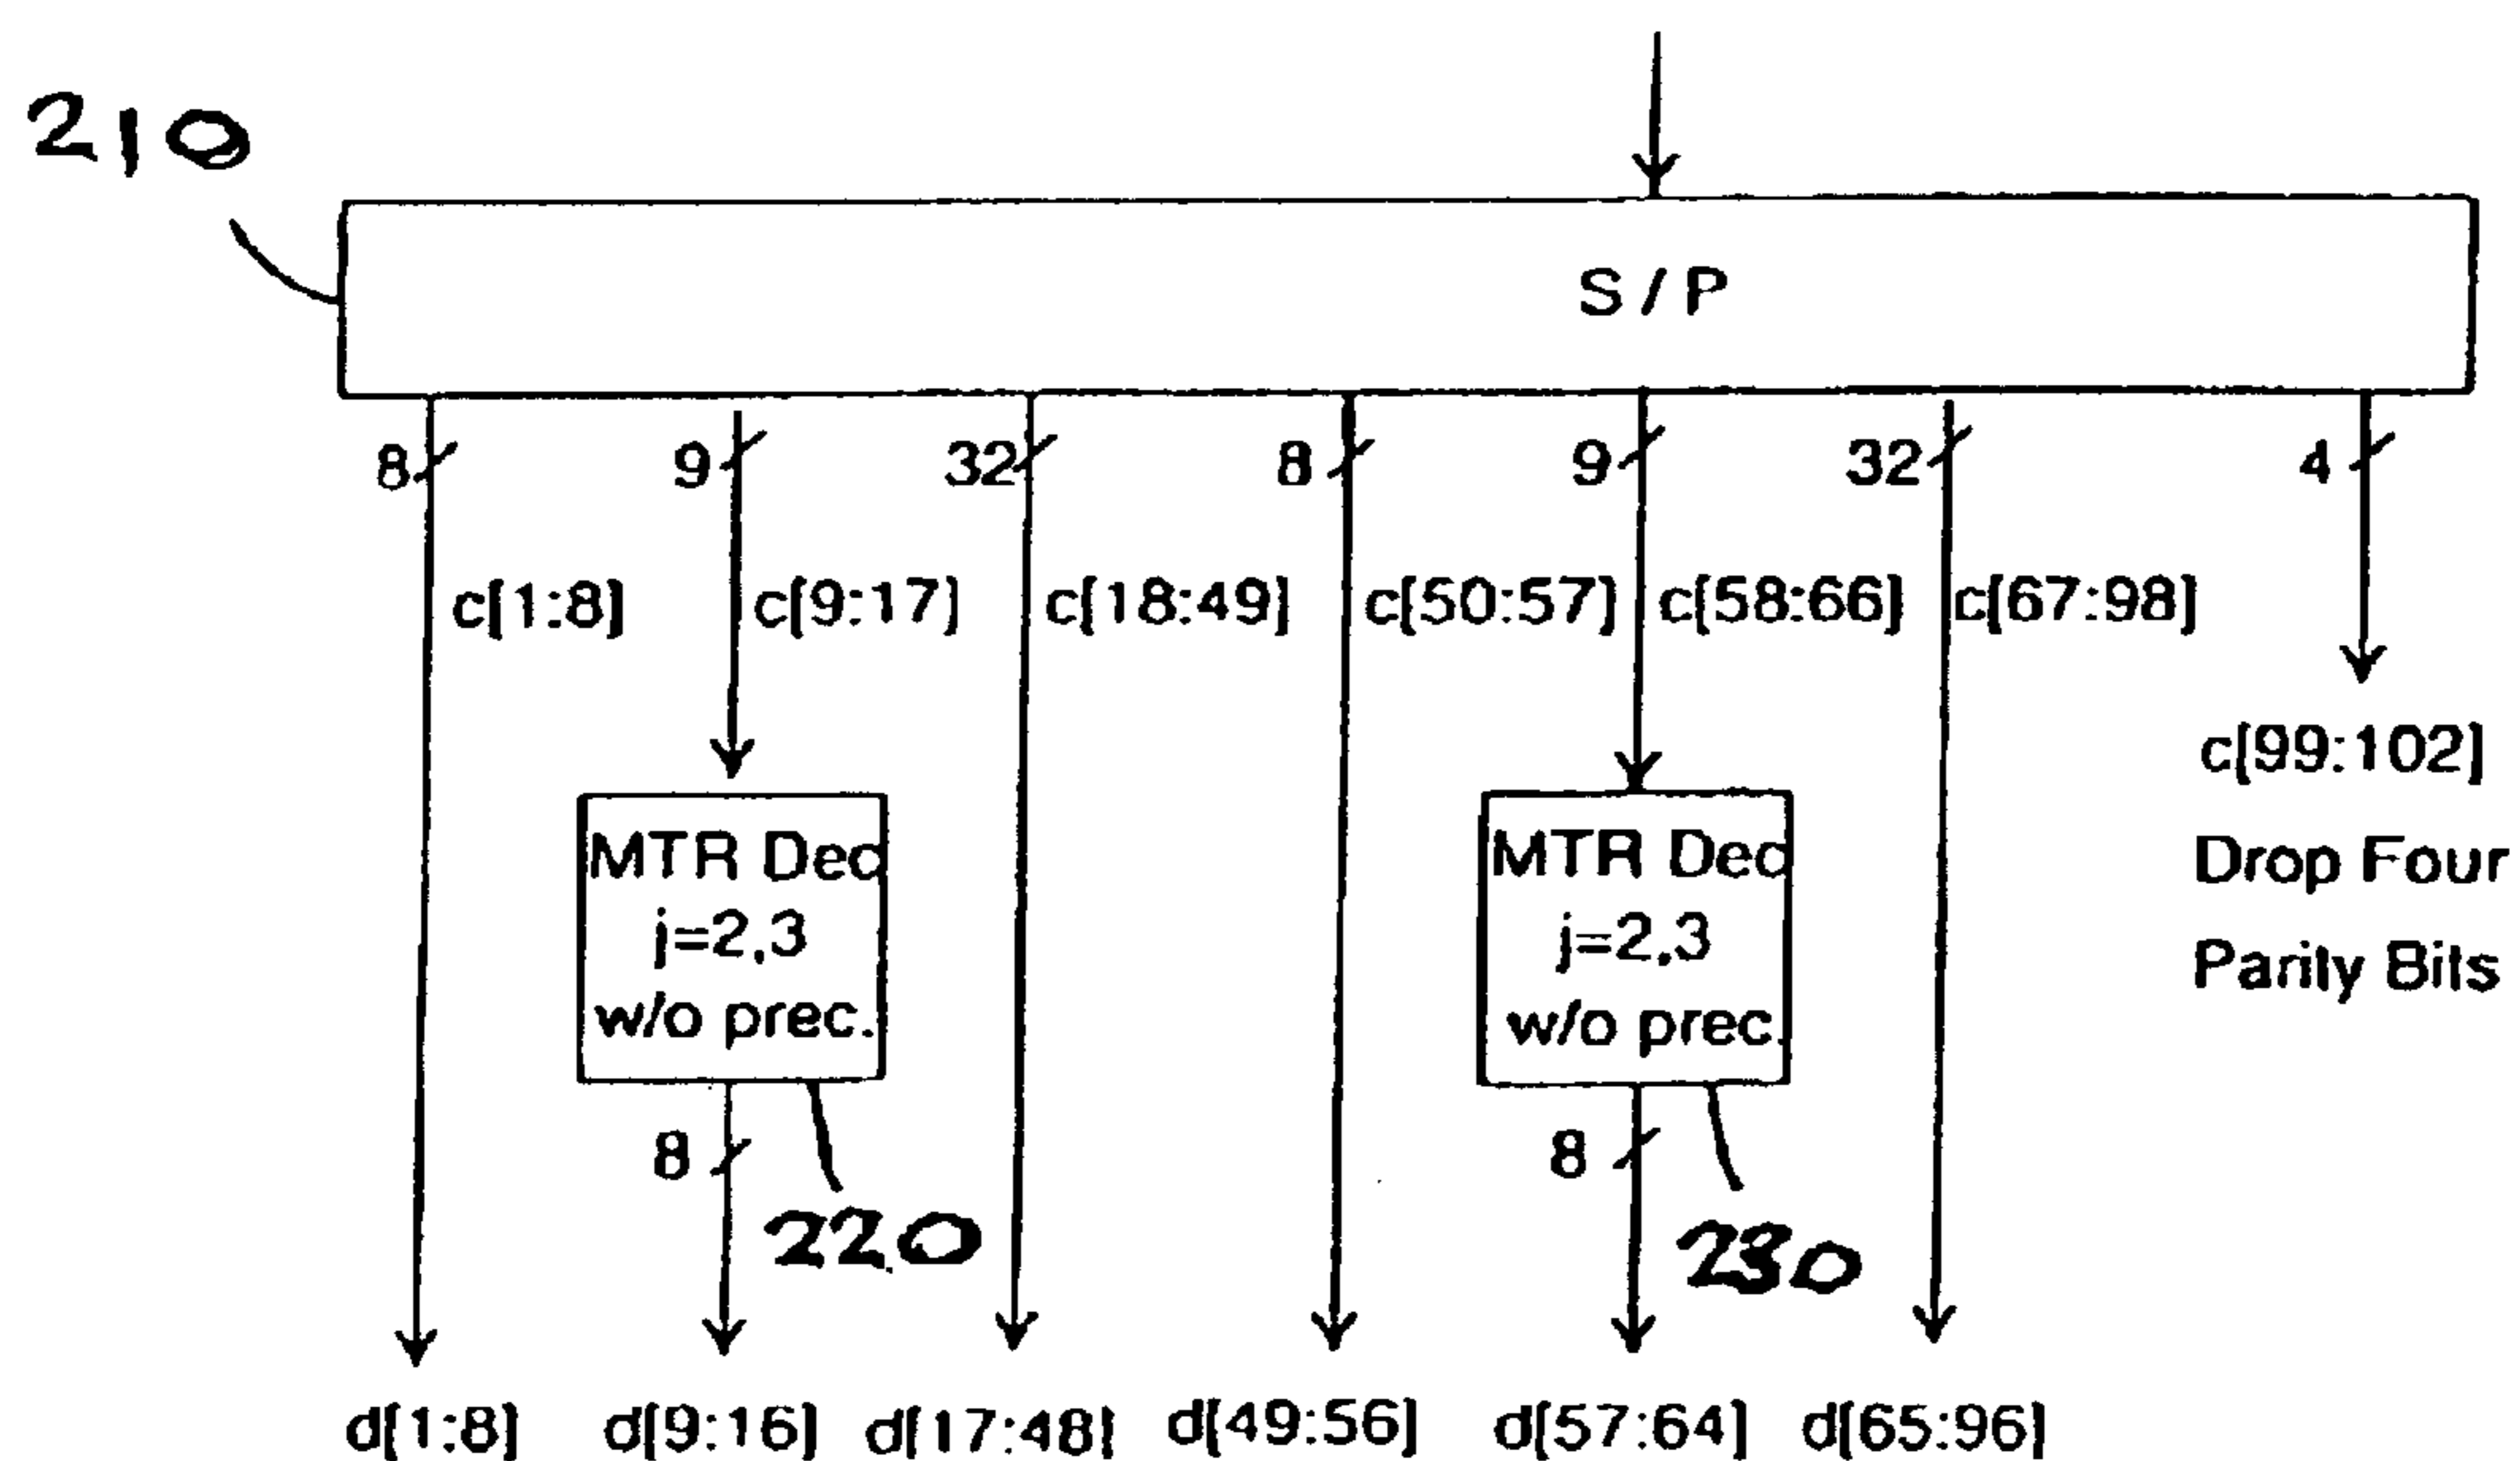 210
S/P
8
9
32
8
9
32
4
c[1:8]
c[9:17]
c[18:49]
c[50:57]
c[58:66]
c[67:98]
c[99:102]
Drop Four
Parity Bits
MTR Dec
j=2,3
w/o prec.
MTR Dec
j=2,3
w/o prec.
8
8
220
230
d[1:8]
d[9:16]
d[17:48]
d[49:56]
d[57:64]
d[65:96]